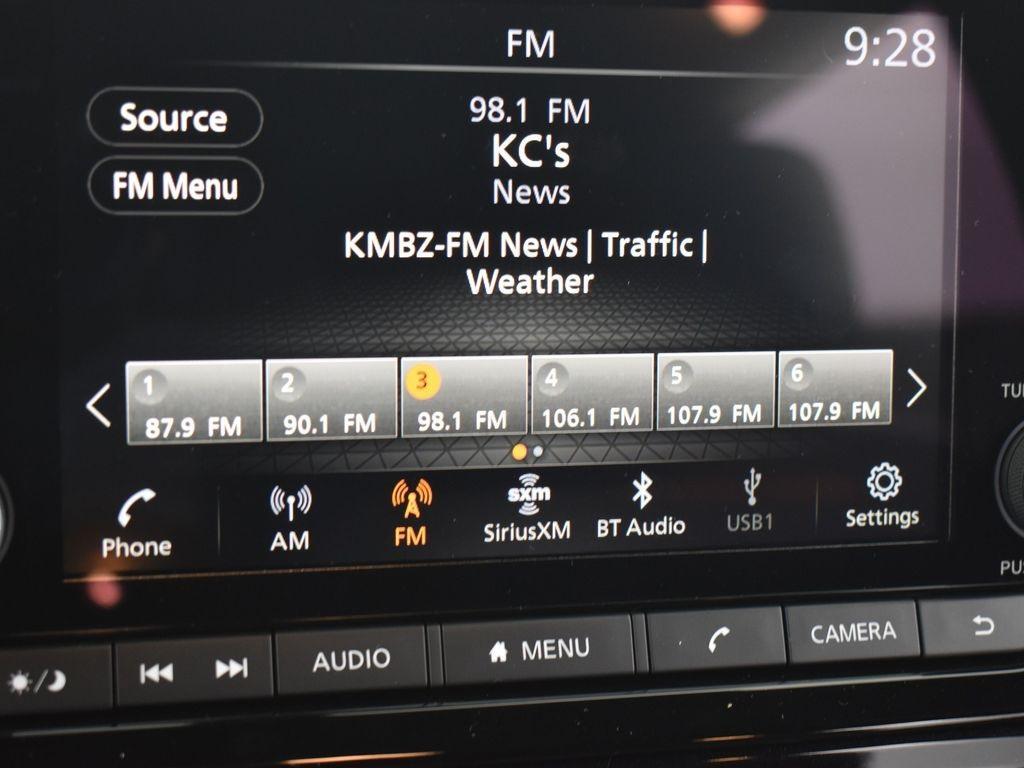 FM
9:28
Source
98.1 FM
KC's
FM Menu
News
KMBZ-FM News | Traffic |
Weather
1 2 3 4 5 6
87.9 FM 90.1 FM 98.1 FM 106.1 FM 107.9 FM 107.9 FM
sxm
Phone AM FM SiriusXM BT Audio USB1 Settings
AUDIO MENU CAMERA